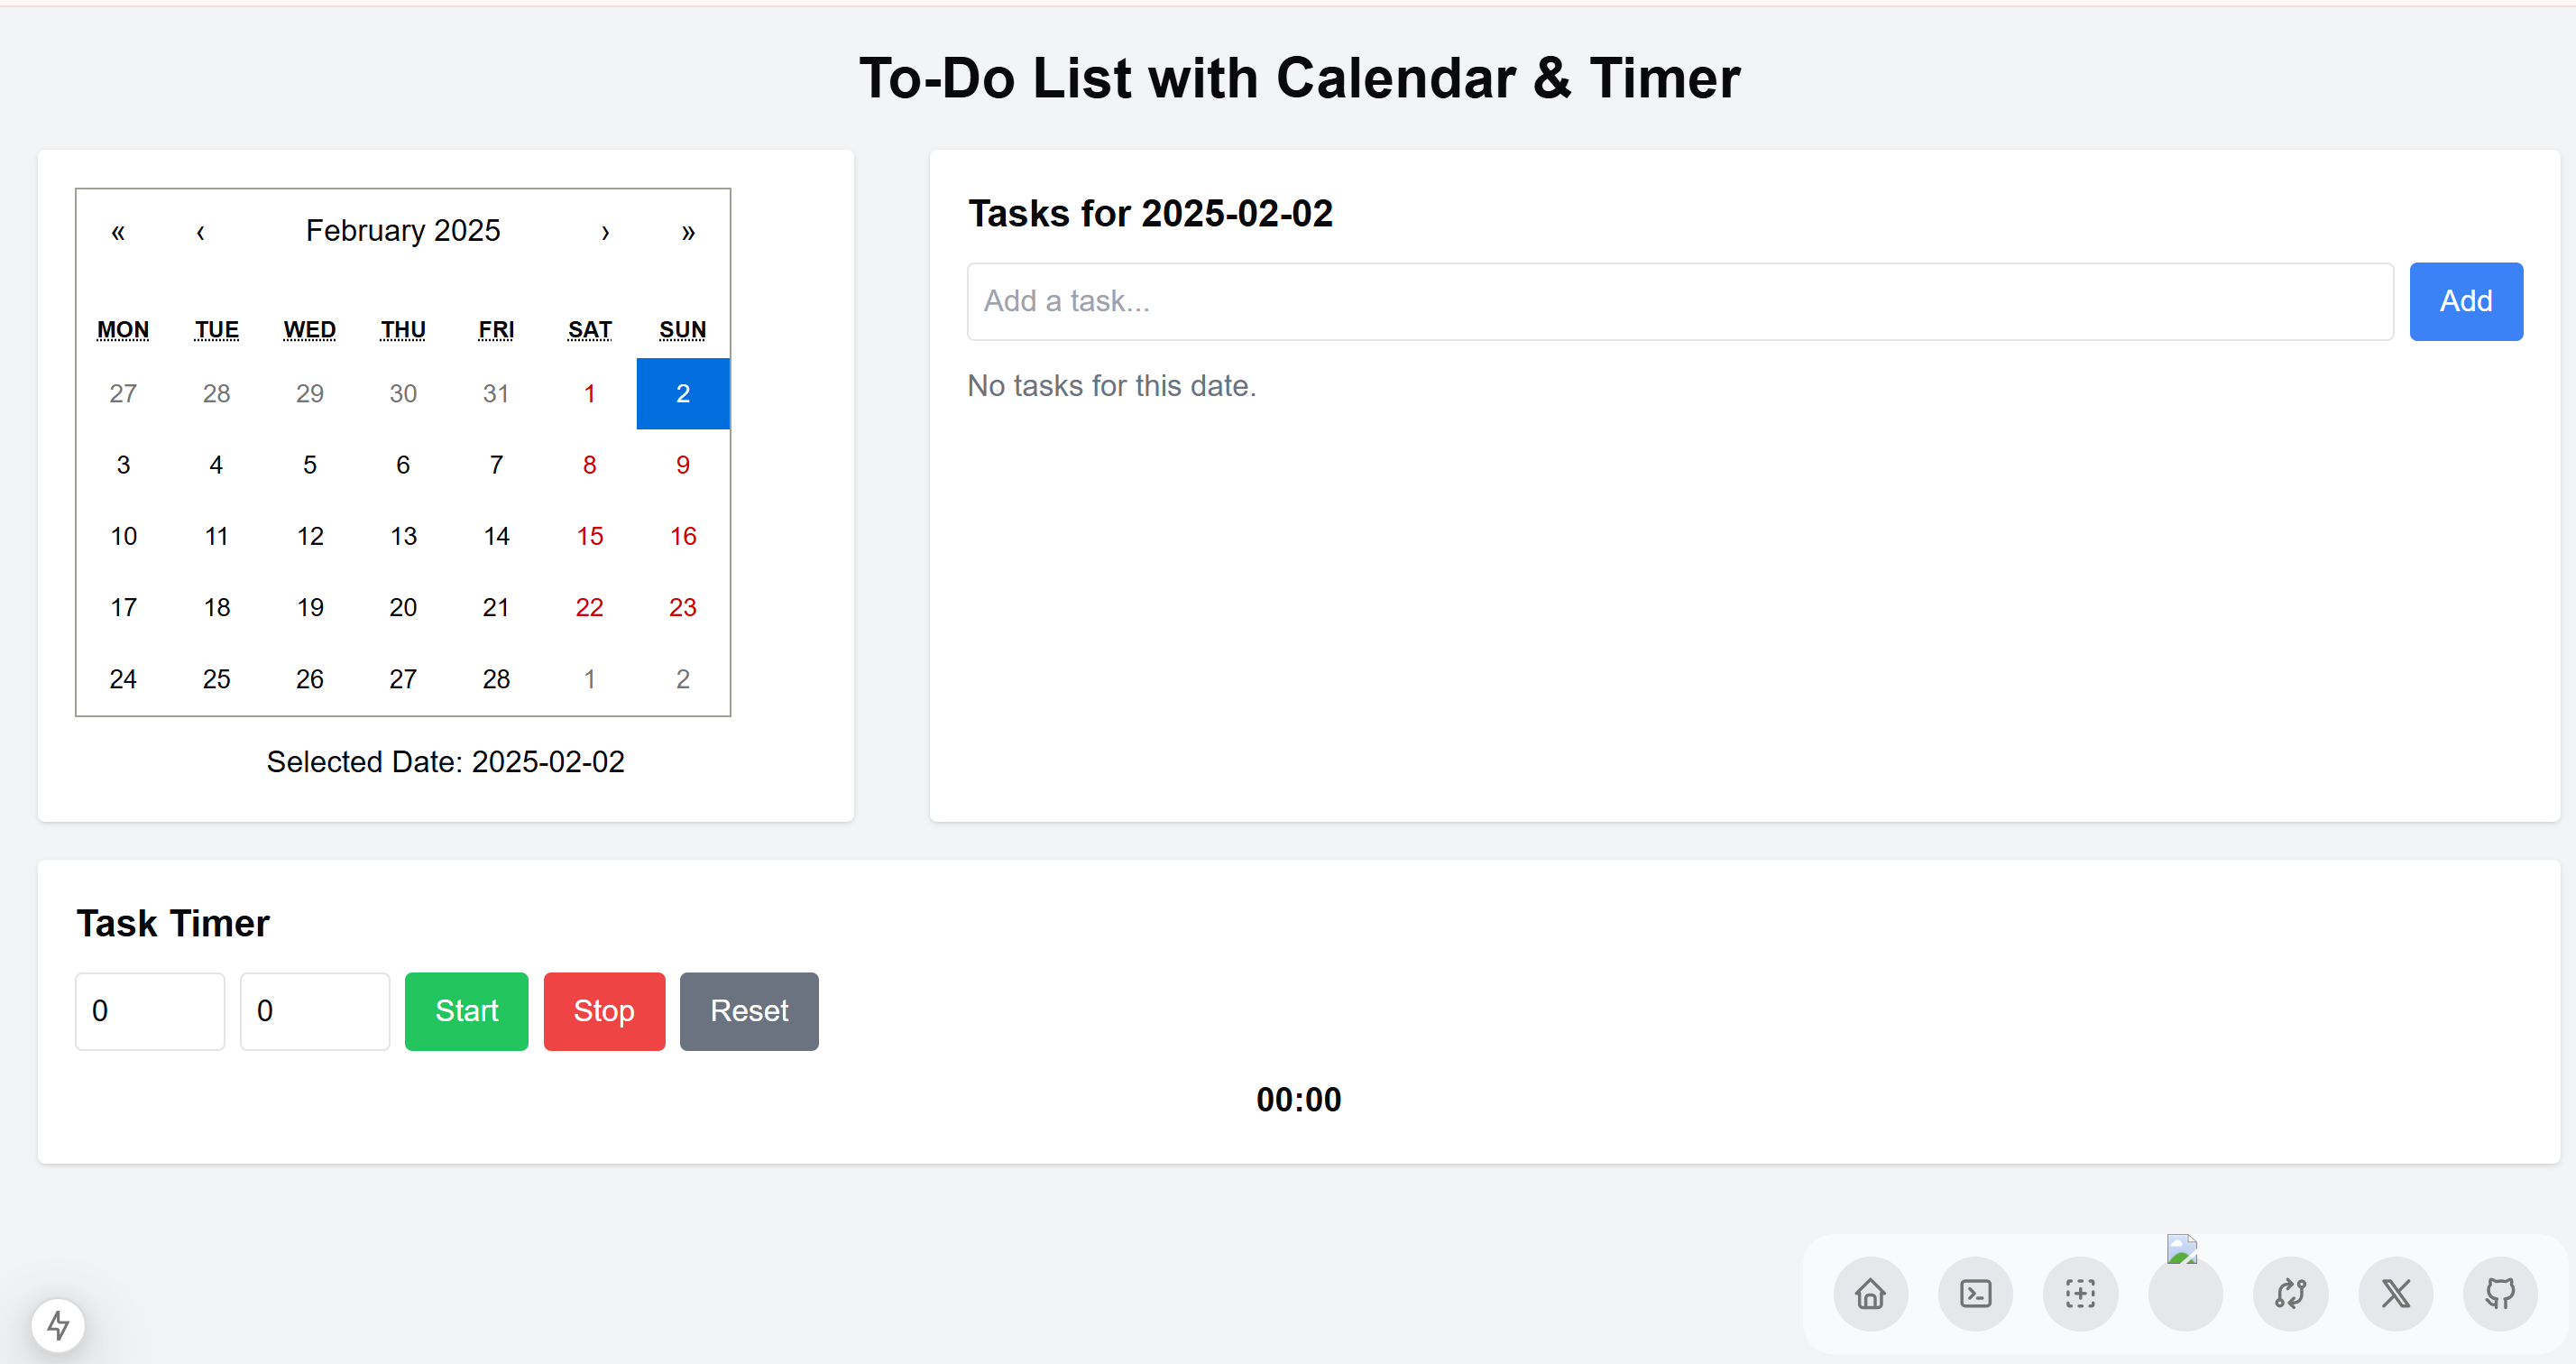 To-Do List with Calendar & Timer
« ‹ February 2025 › »
MON TUE WED THU FRI SAT SUN
27 28 29 30 31 1 2
3 4 5 6 7 8 9
10 11 12 13 14 15 16
17 18 19 20 21 22 23
24 25 26 27 28 1 2
Selected Date: 2025-02-02
Tasks for 2025-02-02
Add a task... Add
No tasks for this date.
Task Timer
0 0 Start Stop Reset
00:00